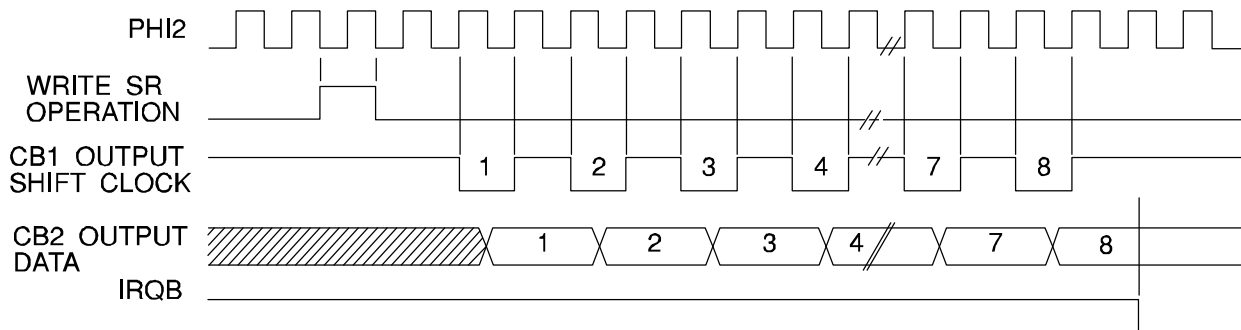 PHI2
WRITE SR
OPERATION
CB1 OUTPUT
SHIFT CLOCK
1 2 3 4 7 8
CB2 OUTPUT
DATA
1 2 3 4 7 8
IRQB